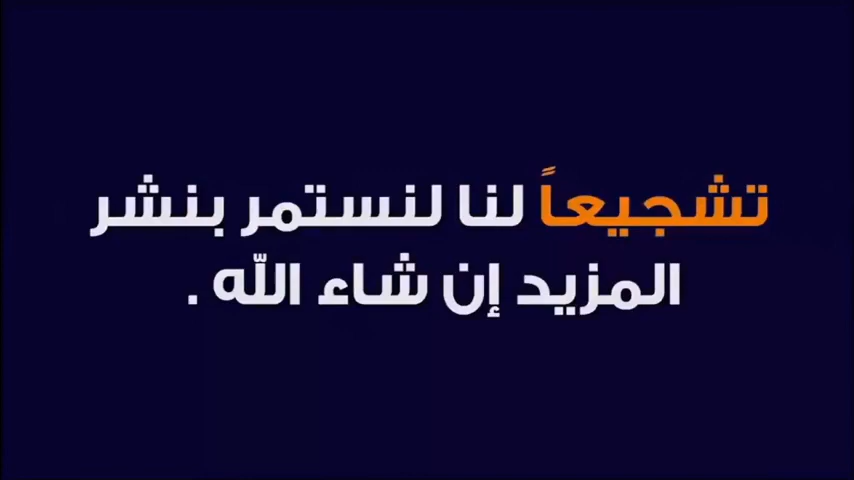 تشجيعاً لنا لنستمر بنشر
المزيد إن شاء الله .